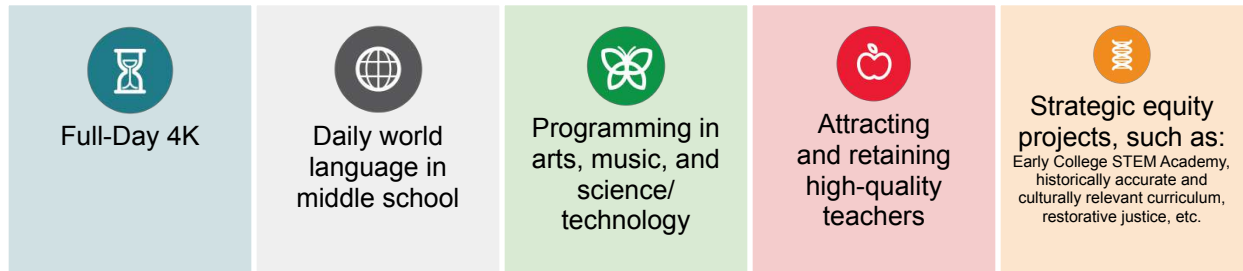 Full-Day 4K
Daily world
language in
middle school
Programming in
arts, music, and
science/
technology
Attracting
and retaining
high-quality
teachers
Strategic equity
projects, such as:
Early College STEM Academy,
historically accurate and
culturally relevant curriculum,
restorative justice, etc.